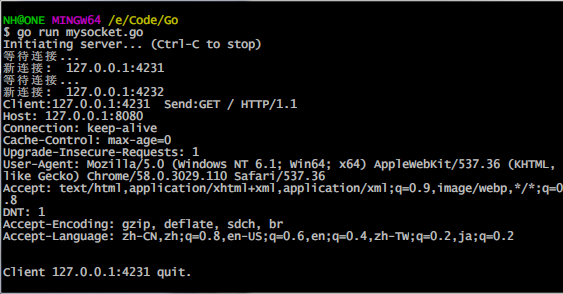 NH@ONE MINGW64 /e/Code/Go
$ go run mysocket.go
Initiating server... (Ctrl-C to stop)
等待连接...
新连接: 127.0.0.1:4231
等待连接...
新连接: 127.0.0.1:4232
Client:127.0.0.1:4231  Send:GET / HTTP/1.1
Host: 127.0.0.1:8080
Connection: keep-alive
Cache-Control: max-age=0
Upgrade-Insecure-Requests: 1
User-Agent: Mozilla/5.0 (Windows NT 6.1; Win64; x64) AppleWebKit/537.36 (KHTML,
like Gecko) Chrome/58.0.3029.110 Safari/537.36
Accept: text/html,application/xhtml+xml,application/xml;q=0.9,image/webp,*/*;q=0
.8
DNT: 1
Accept-Encoding: gzip, deflate, sdch, br
Accept-Language: zh-CN,zh;q=0.8,en-US;q=0.6,en;q=0.4,zh-TW;q=0.2,ja;q=0.2
Client 127.0.0.1:4231 quit.